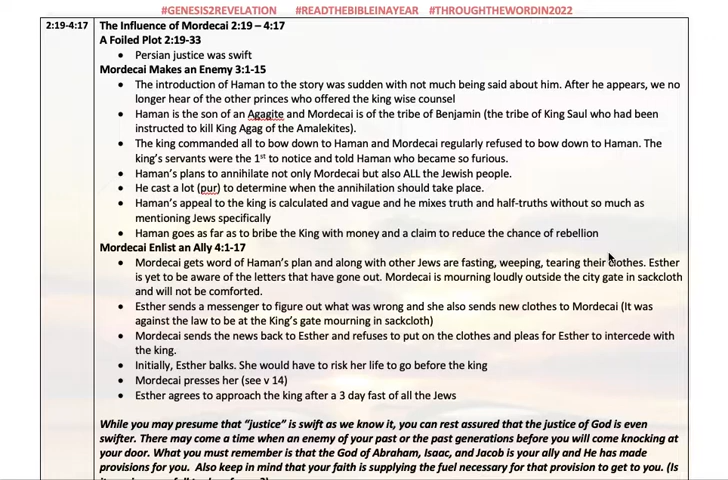 #GENESIS2REVELATION #READTHEBIBLEINAYEAR #THROUGHTHEWORDIN2022
2:19-4:17 The Influence of Mordecai 2:19 – 4:17
A Foiled Plot 2:19-33
• Persian justice was swift
Mordecai Makes an Enemy 3:1-15
• The introduction of Haman to the story was sudden with not much being said about him. After he appears, we no
longer hear of the other princes who offered the king wise counsel
• Haman is the son of an Agagite and Mordecai is of the tribe of Benjamin (the tribe of King Saul who had been
instructed to kill King Agag of the Amalekites).
• The king commanded all to bow down to Haman and Mordecai regularly refused to bow down to Haman. The
king's servants were the 1st to notice and told Haman who became so furious.
• Haman's plans to annihilate not only Mordecai but also ALL the Jewish people.
• He cast a lot (pur) to determine when the annihilation should take place.
• Haman's appeal to the king is calculated and vague and he mixes truth and half-truths without so much as
mentioning Jews specifically
• Haman goes as far as to bribe the King with money and a claim to reduce the chance of rebellion
Mordecai Enlist an Ally 4:1-17
• Mordecai gets word of Haman's plan and along with other Jews are fasting, weeping, tearing their clothes. Esther
is yet to be aware of the letters that have gone out. Mordecai is mourning loudly outside the city gate in sackcloth
and will not be comforted.
• Esther sends a messenger to figure out what was wrong and she also sends new clothes to Mordecai (It was
against the law to be at the King's gate mourning in sackcloth)
• Mordecai sends the news back to Esther and refuses to put on the clothes and pleas for Esther to intercede with
the king.
• Initially, Esther balks. She would have to risk her life to go before the king
• Mordecai presses her (see v 14)
• Esther agrees to approach the king after a 3 day fast of all the Jews
While you may presume that "justice" is swift as we know it, you can rest assured that the justice of God is even
swifter. There may come a time when an enemy of your past or the past generations before you will come knocking at
your door. What you must remember is that the God of Abraham, Isaac, and Jacob is your ally and He has made
provisions for you. Also keep in mind that your faith is supplying the fuel necessary for that provision to get to you. (Is